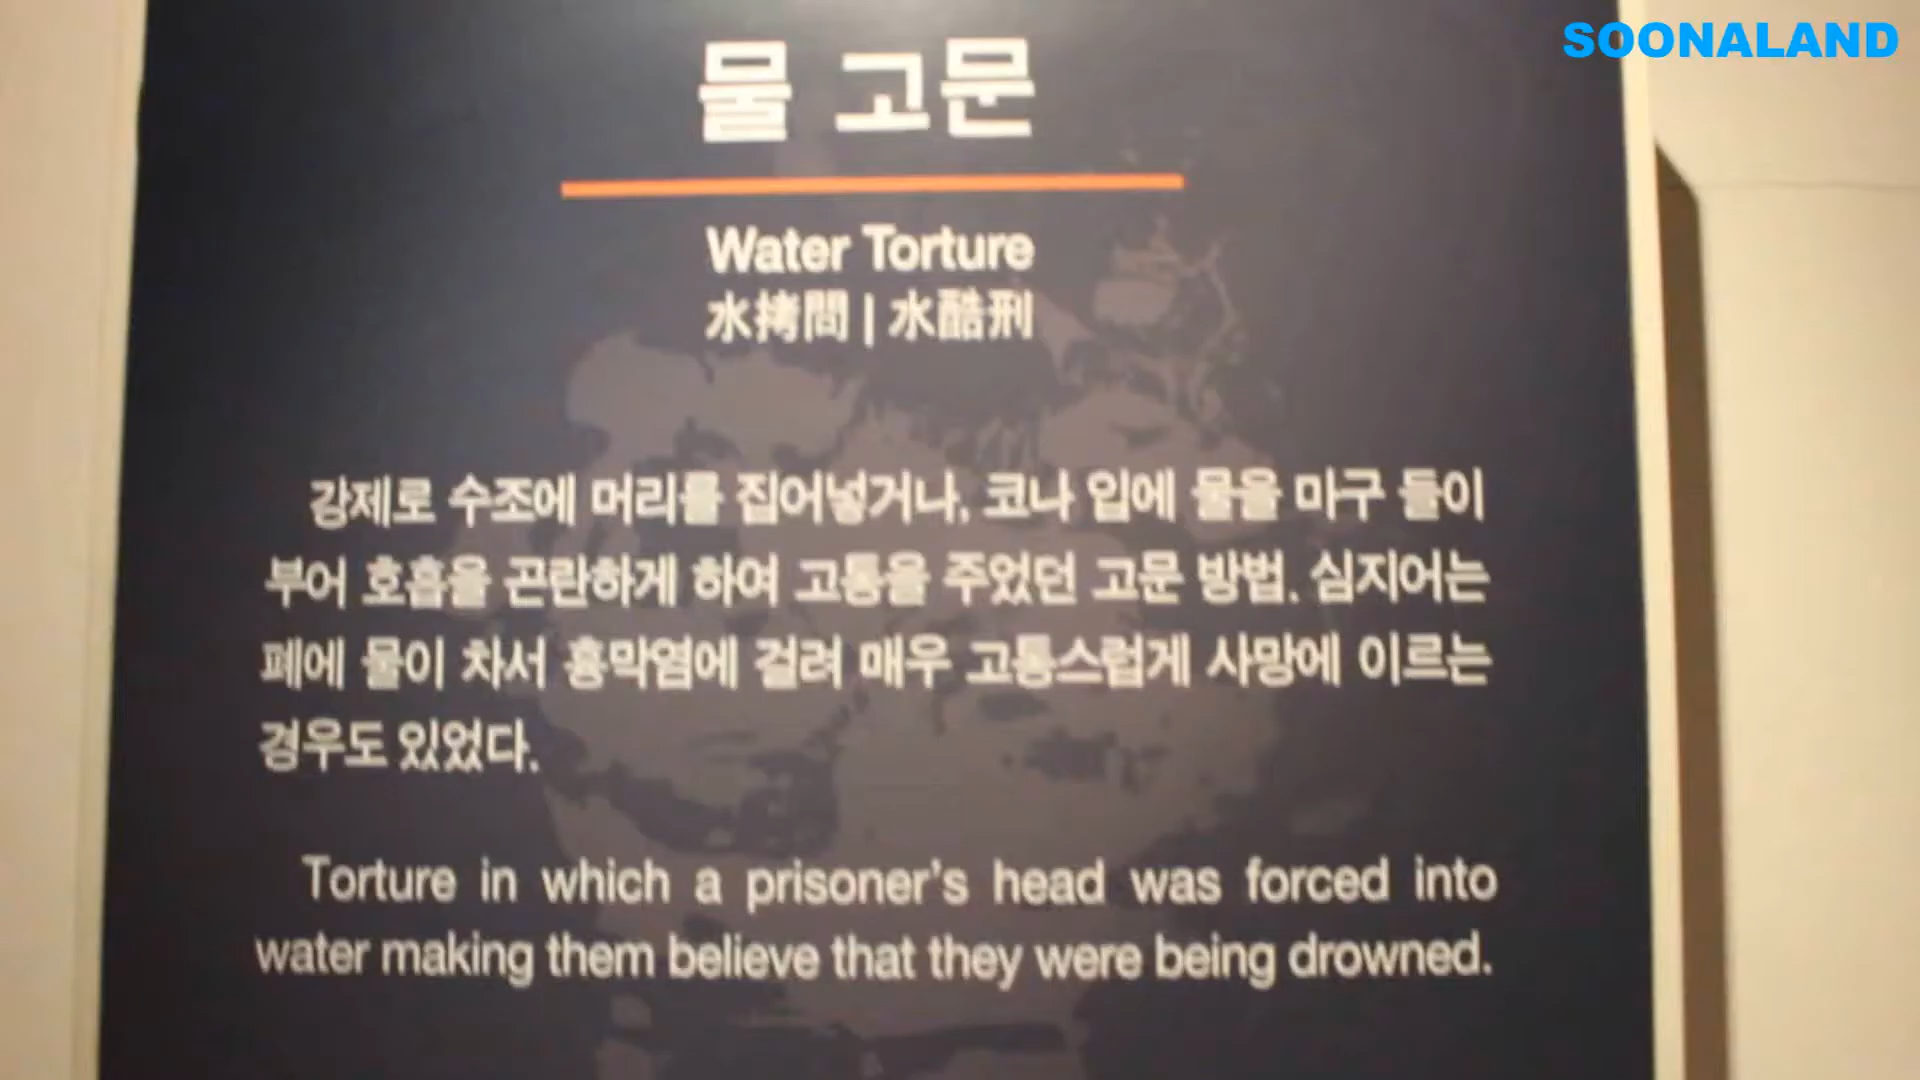 SOONALAND
물 고문
Water Torture
水拷問 | 水酷刑
강제로 수조에 머리를 집어넣거나, 코나 입에 물을 마구 들이
부어 호흡을 곤란하게 하여 고통을 주었던 고문 방법. 심지어는
폐에 물이 차서 흉막염에 걸려 매우 고통스럽게 사망에 이르는
경우도 있었다.
Torture in which a prisoner's head was forced into
water making them believe that they were being drowned.